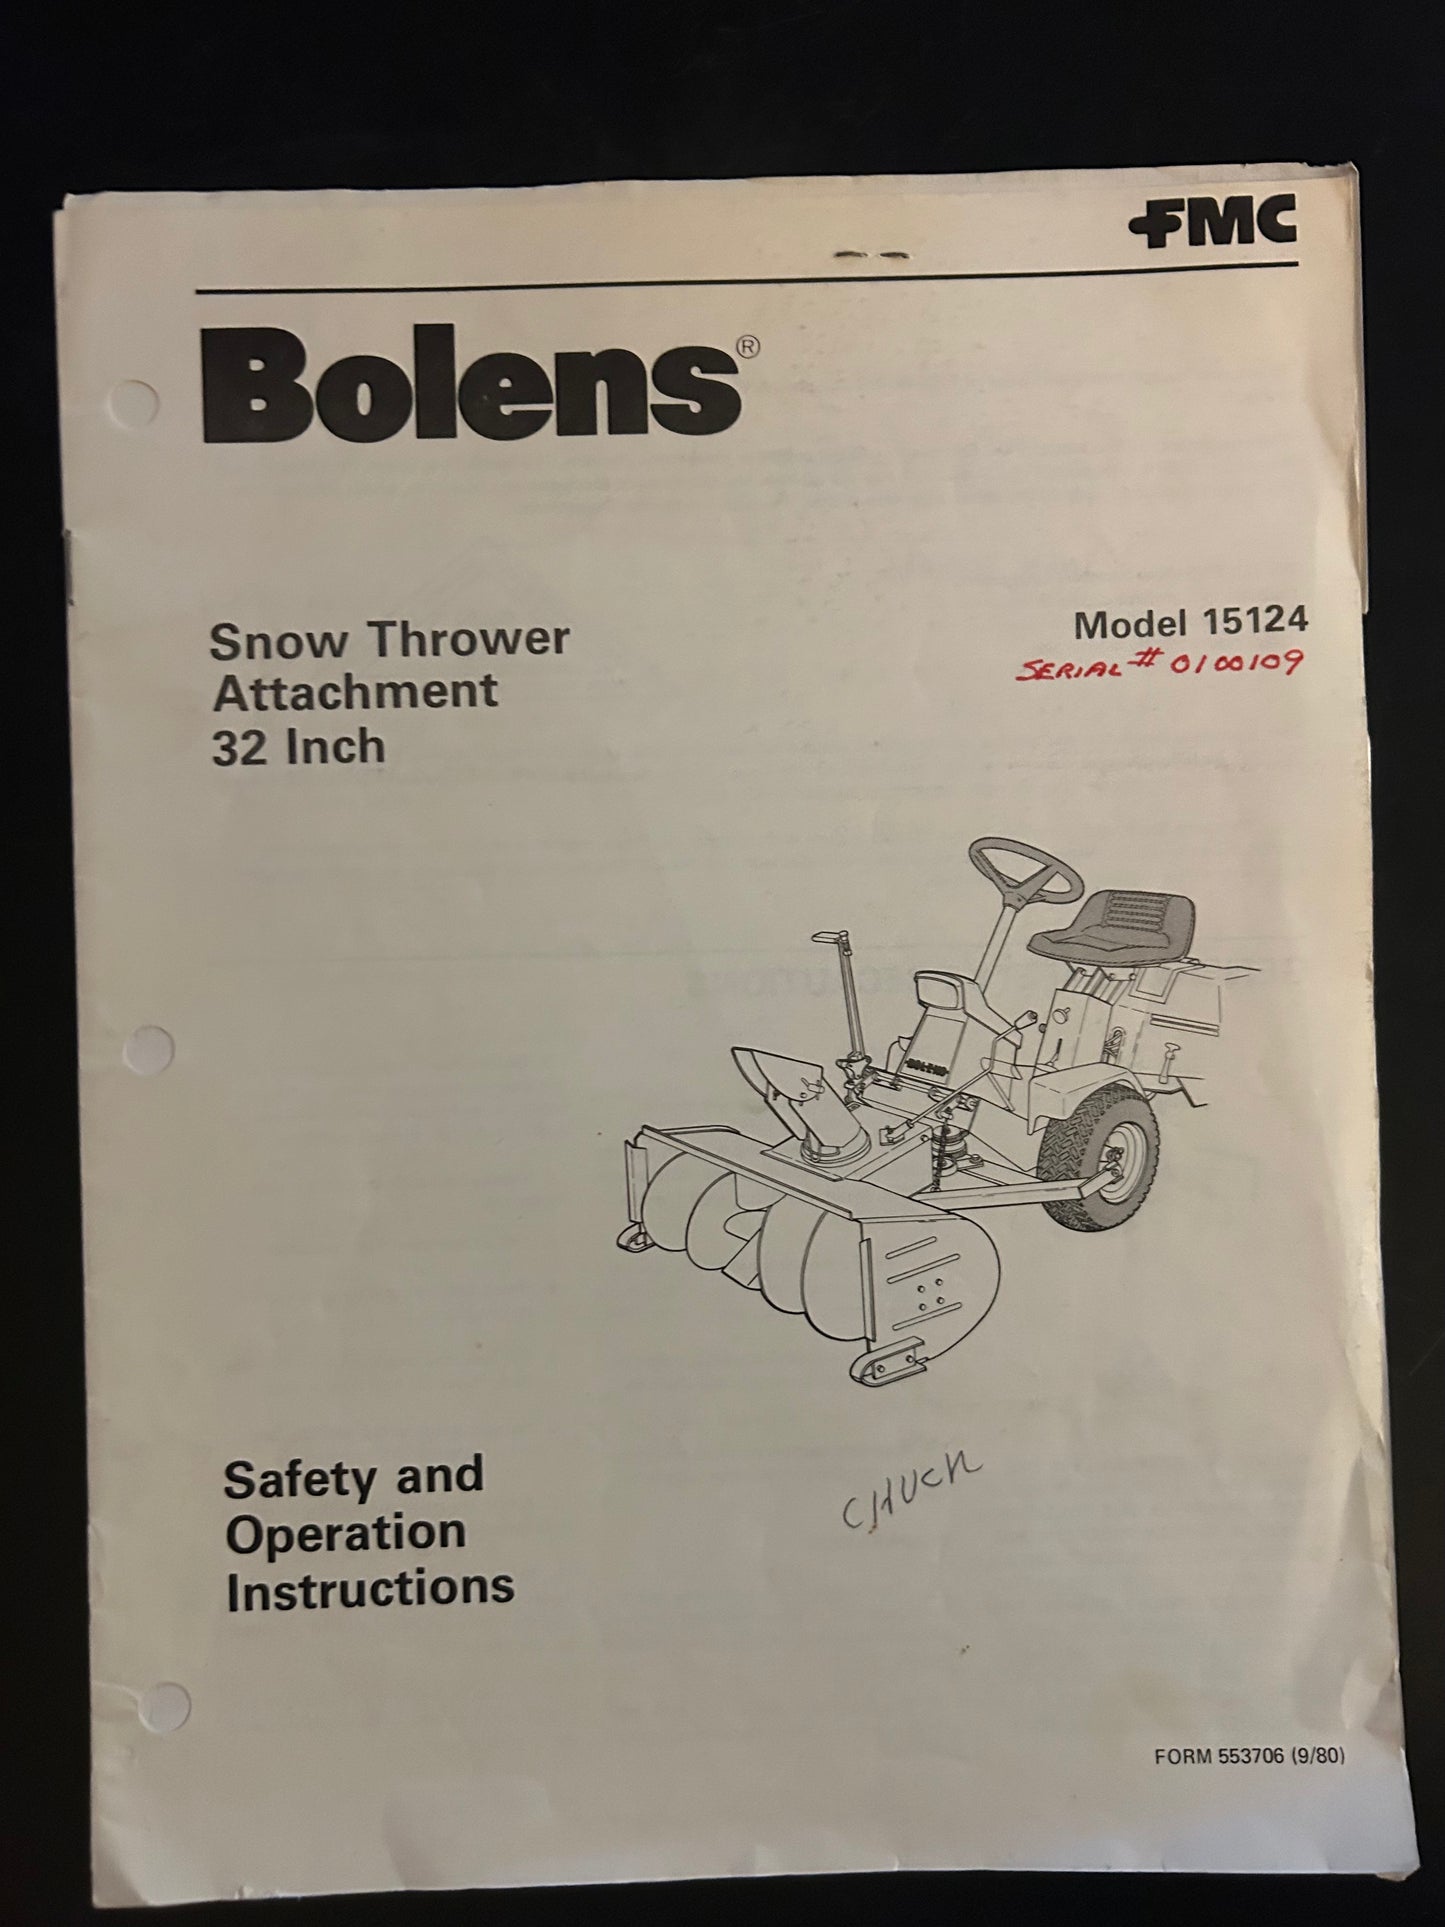 FMC
Bolens®
Snow Thrower
Attachment
32 Inch
Model 15124
SERIAL # 0100109
BOLENS
Safety and
Operation
Instructions
CHUCK
FORM 553706 (9/80)